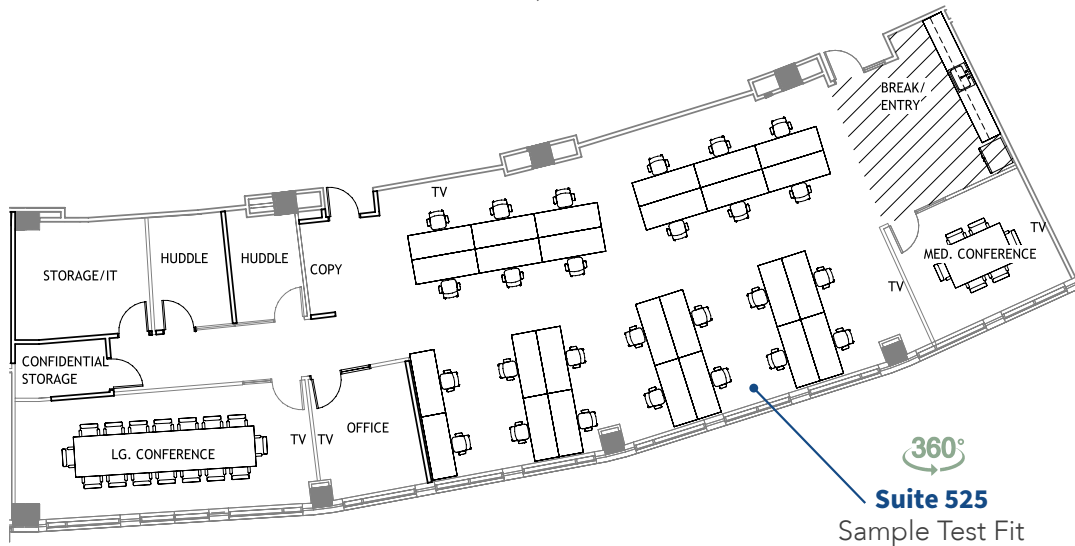 BREAK/
ENTRY
TV
HUDDLE
HUDDLE
STORAGE/IT
COPY
TV
MED. CONFERENCE
TV
CONFIDENTIAL
STORAGE
OFFICE
TV
TV
LG. CONFERENCE
360°
Suite 525
Sample Test Fit